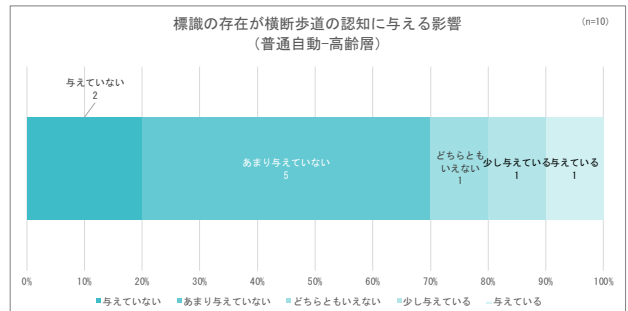 標識の存在が横断歩道の認知に与える影響
(普通自動-高齢層)
(n=10)
与えていない
2
あまり与えていない
5
どちらとも
いえない
1
少し与えている
1
与えている
1
0% 10% 20% 30% 40% 50% 60% 70% 80% 90% 100%
与えていない あまり与えていない どちらともいえない 少し与えている 与えている